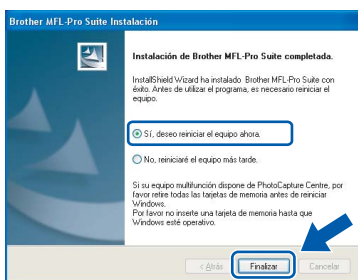 Brother MFL-Pro Suite Instalación
Instalación de Brother MFL-Pro Suite completada.
InstallShield Wizard ha instalado Brother MFL-Pro Suite con
éxito. Antes de utilizar el programa, es necesario reiniciar el
equipo.
Sí, deseo reiniciar el equipo ahora.
No, reiniciaré el equipo más tarde.
Si su equipo multifunción dispone de PhotoCapture Centre, por
favor retire todas las tarjetas de memoria antes de reiniciar
Windows.
Por favor no inserte una tarjeta de memoria hasta que
Windows esté operativo.
< Atrás Finalizar Cancelar